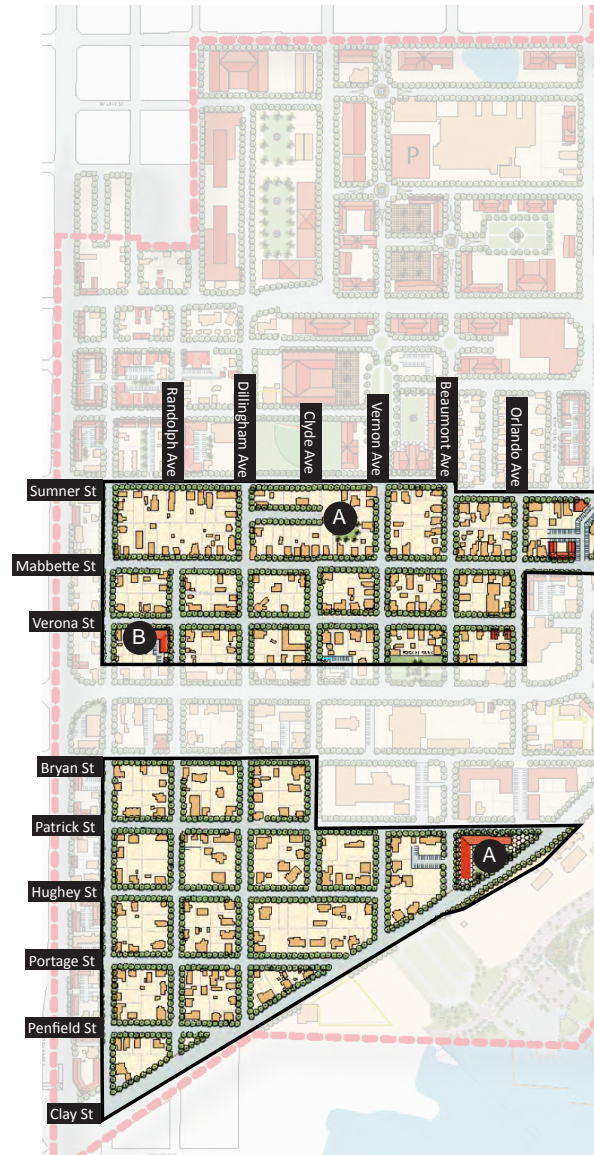 P
Randolph Ave
Dillingham Ave
Clyde Ave
Vernon Ave
Beaumont Ave
Orlando Ave
Sumner St
A
Mabbette St
Verona St
B
Bryan St
Patrick St
A
Hughey St
Portage St
Penfield St
Clay St